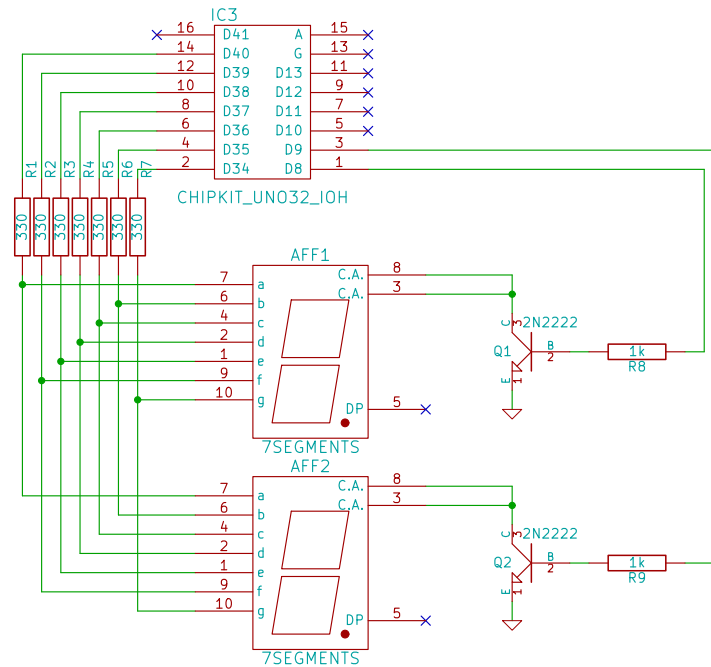 IC3
16 D41 A 15
14 D40 G 13
12 D39 D13 11
10 D38 D12 9
8 D37 D11 7
6 D36 D10 5
4 D35 D9 3
2 D34 D8 1
CHIPKIT_UNO32_IOH
R1 R2 R3 R4 R5 R6 R7
330 330 330 330 330 330 330
AFF1
7 a C.A. 8
6 b C.A. 3
4 c
2 d
1 e
9 f
10 g
DP 5
7SEGMENTS
C 3 2N2222
Q1 B 2
E 1
1k
R8
AFF2
7 a C.A. 8
6 b C.A. 3
4 c
2 d
1 e
9 f
10 g
DP 5
7SEGMENTS
C 3 2N2222
Q2 B 2
E 1
1k
R9